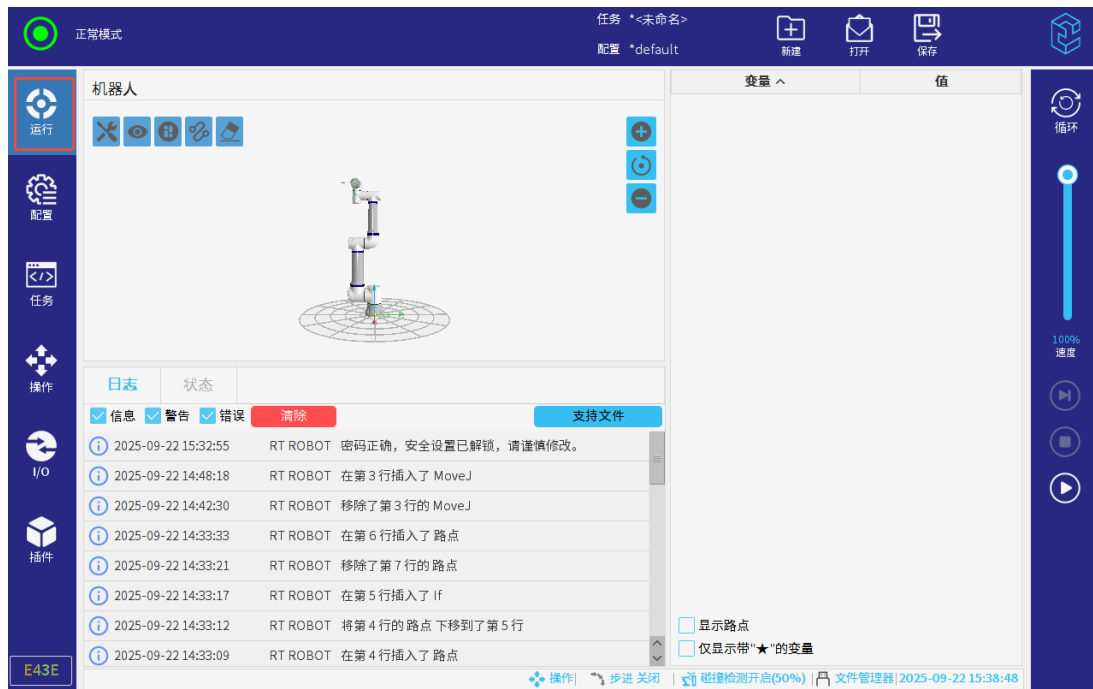 正常模式
任务 *<未命名>
配置 *default
新建
打开
保存
运行
配置
任务
操作
I/O
插件
E43E
机器人
日志
状态
信息
警告
错误
清除
支持文件
2025-09-22 15:32:55 RT ROBOT 密码正确，安全设置已解锁，请谨慎修改。
2025-09-22 14:48:18 RT ROBOT 在第 3 行插入了 MoveJ
2025-09-22 14:42:30 RT ROBOT 移除了第 3 行的 MoveJ
2025-09-22 14:33:33 RT ROBOT 在第 6 行插入了 路点
2025-09-22 14:33:21 RT ROBOT 移除了第 7 行的 路点
2025-09-22 14:33:17 RT ROBOT 在第 5 行插入了 If
2025-09-22 14:33:12 RT ROBOT 将第 4 行的 路点 下移到了第 5 行
2025-09-22 14:33:09 RT ROBOT 在第 4 行插入了 路点
变量
值
显示路点
仅显示带"★"的变量
循环
100%
速度
操作| 步进 关闭 | 碰撞检测开启(50%) | 文件管理器| 2025-09-22 15:38:48